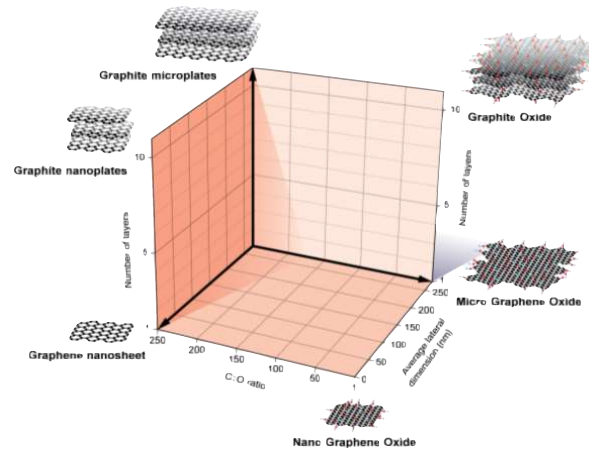 Graphite microplates
Graphite Oxide
Graphite nanoplates
Number of layers
10
5
1
Number of layers
10
5
1
Micro Graphene Oxide
Graphene nanosheet
250
200
150
100
50
1
C:O ratio
0
50
100
150
200
250
Average lateral
dimension (nm)
Nano Graphene Oxide